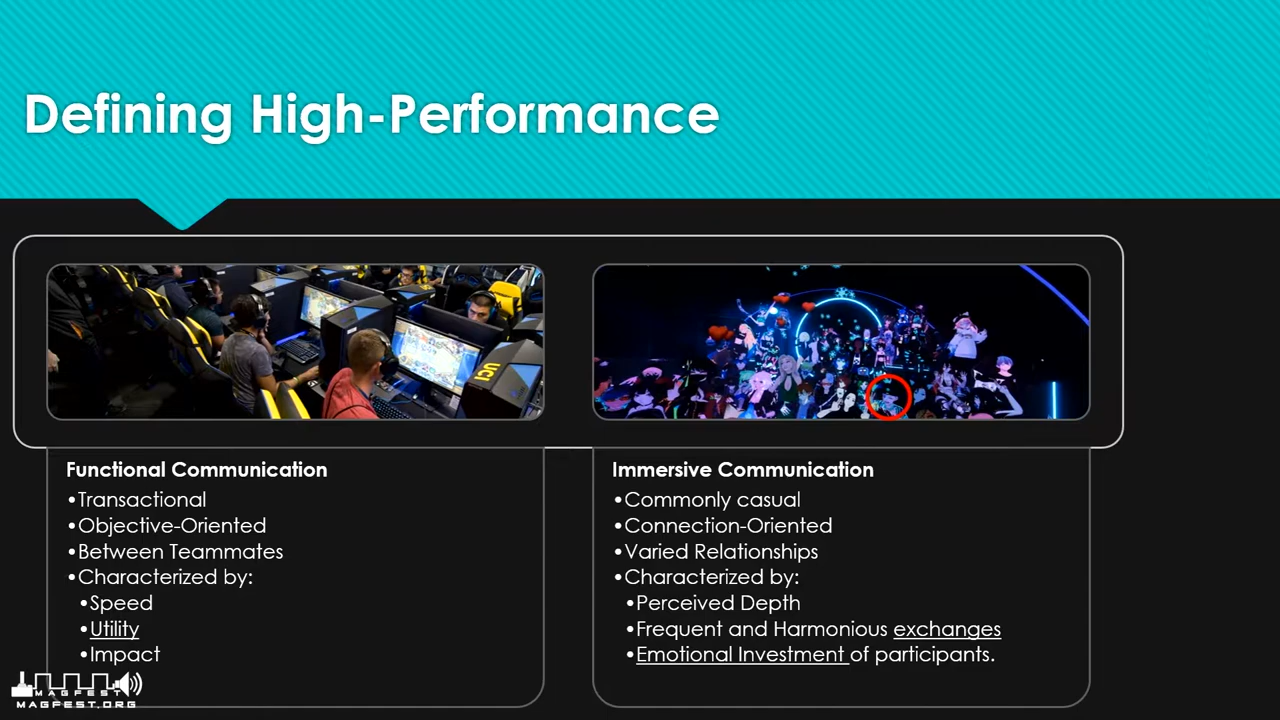 Defining High-Performance
UCI
Functional Communication
•Transactional
•Objective-Oriented
•Between Teammates
•Characterized by:
•Speed
•Utility
•Impact
Immersive Communication
•Commonly casual
•Connection-Oriented
•Varied Relationships
•Characterized by:
•Perceived Depth
•Frequent and Harmonious exchanges
•Emotional Investment of participants.
MAGFEST
MAGFEST.ORG